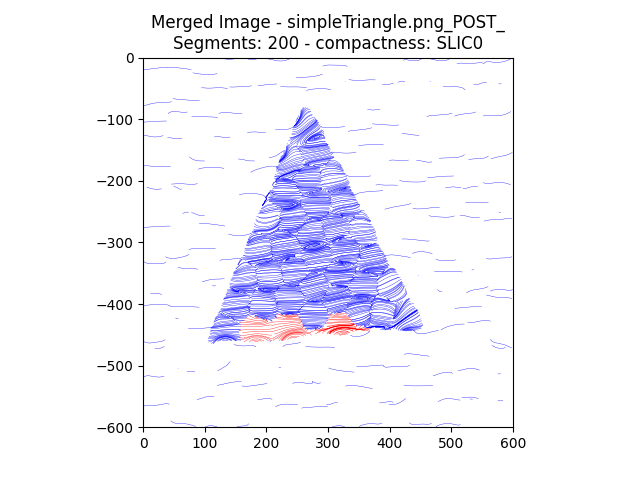 Merged Image - simpleTriangle.png_POST_
Segments: 200 - compactness: SLIC0
0
−100
−200
−300
−400
−500
−600
0 100 200 300 400 500 600